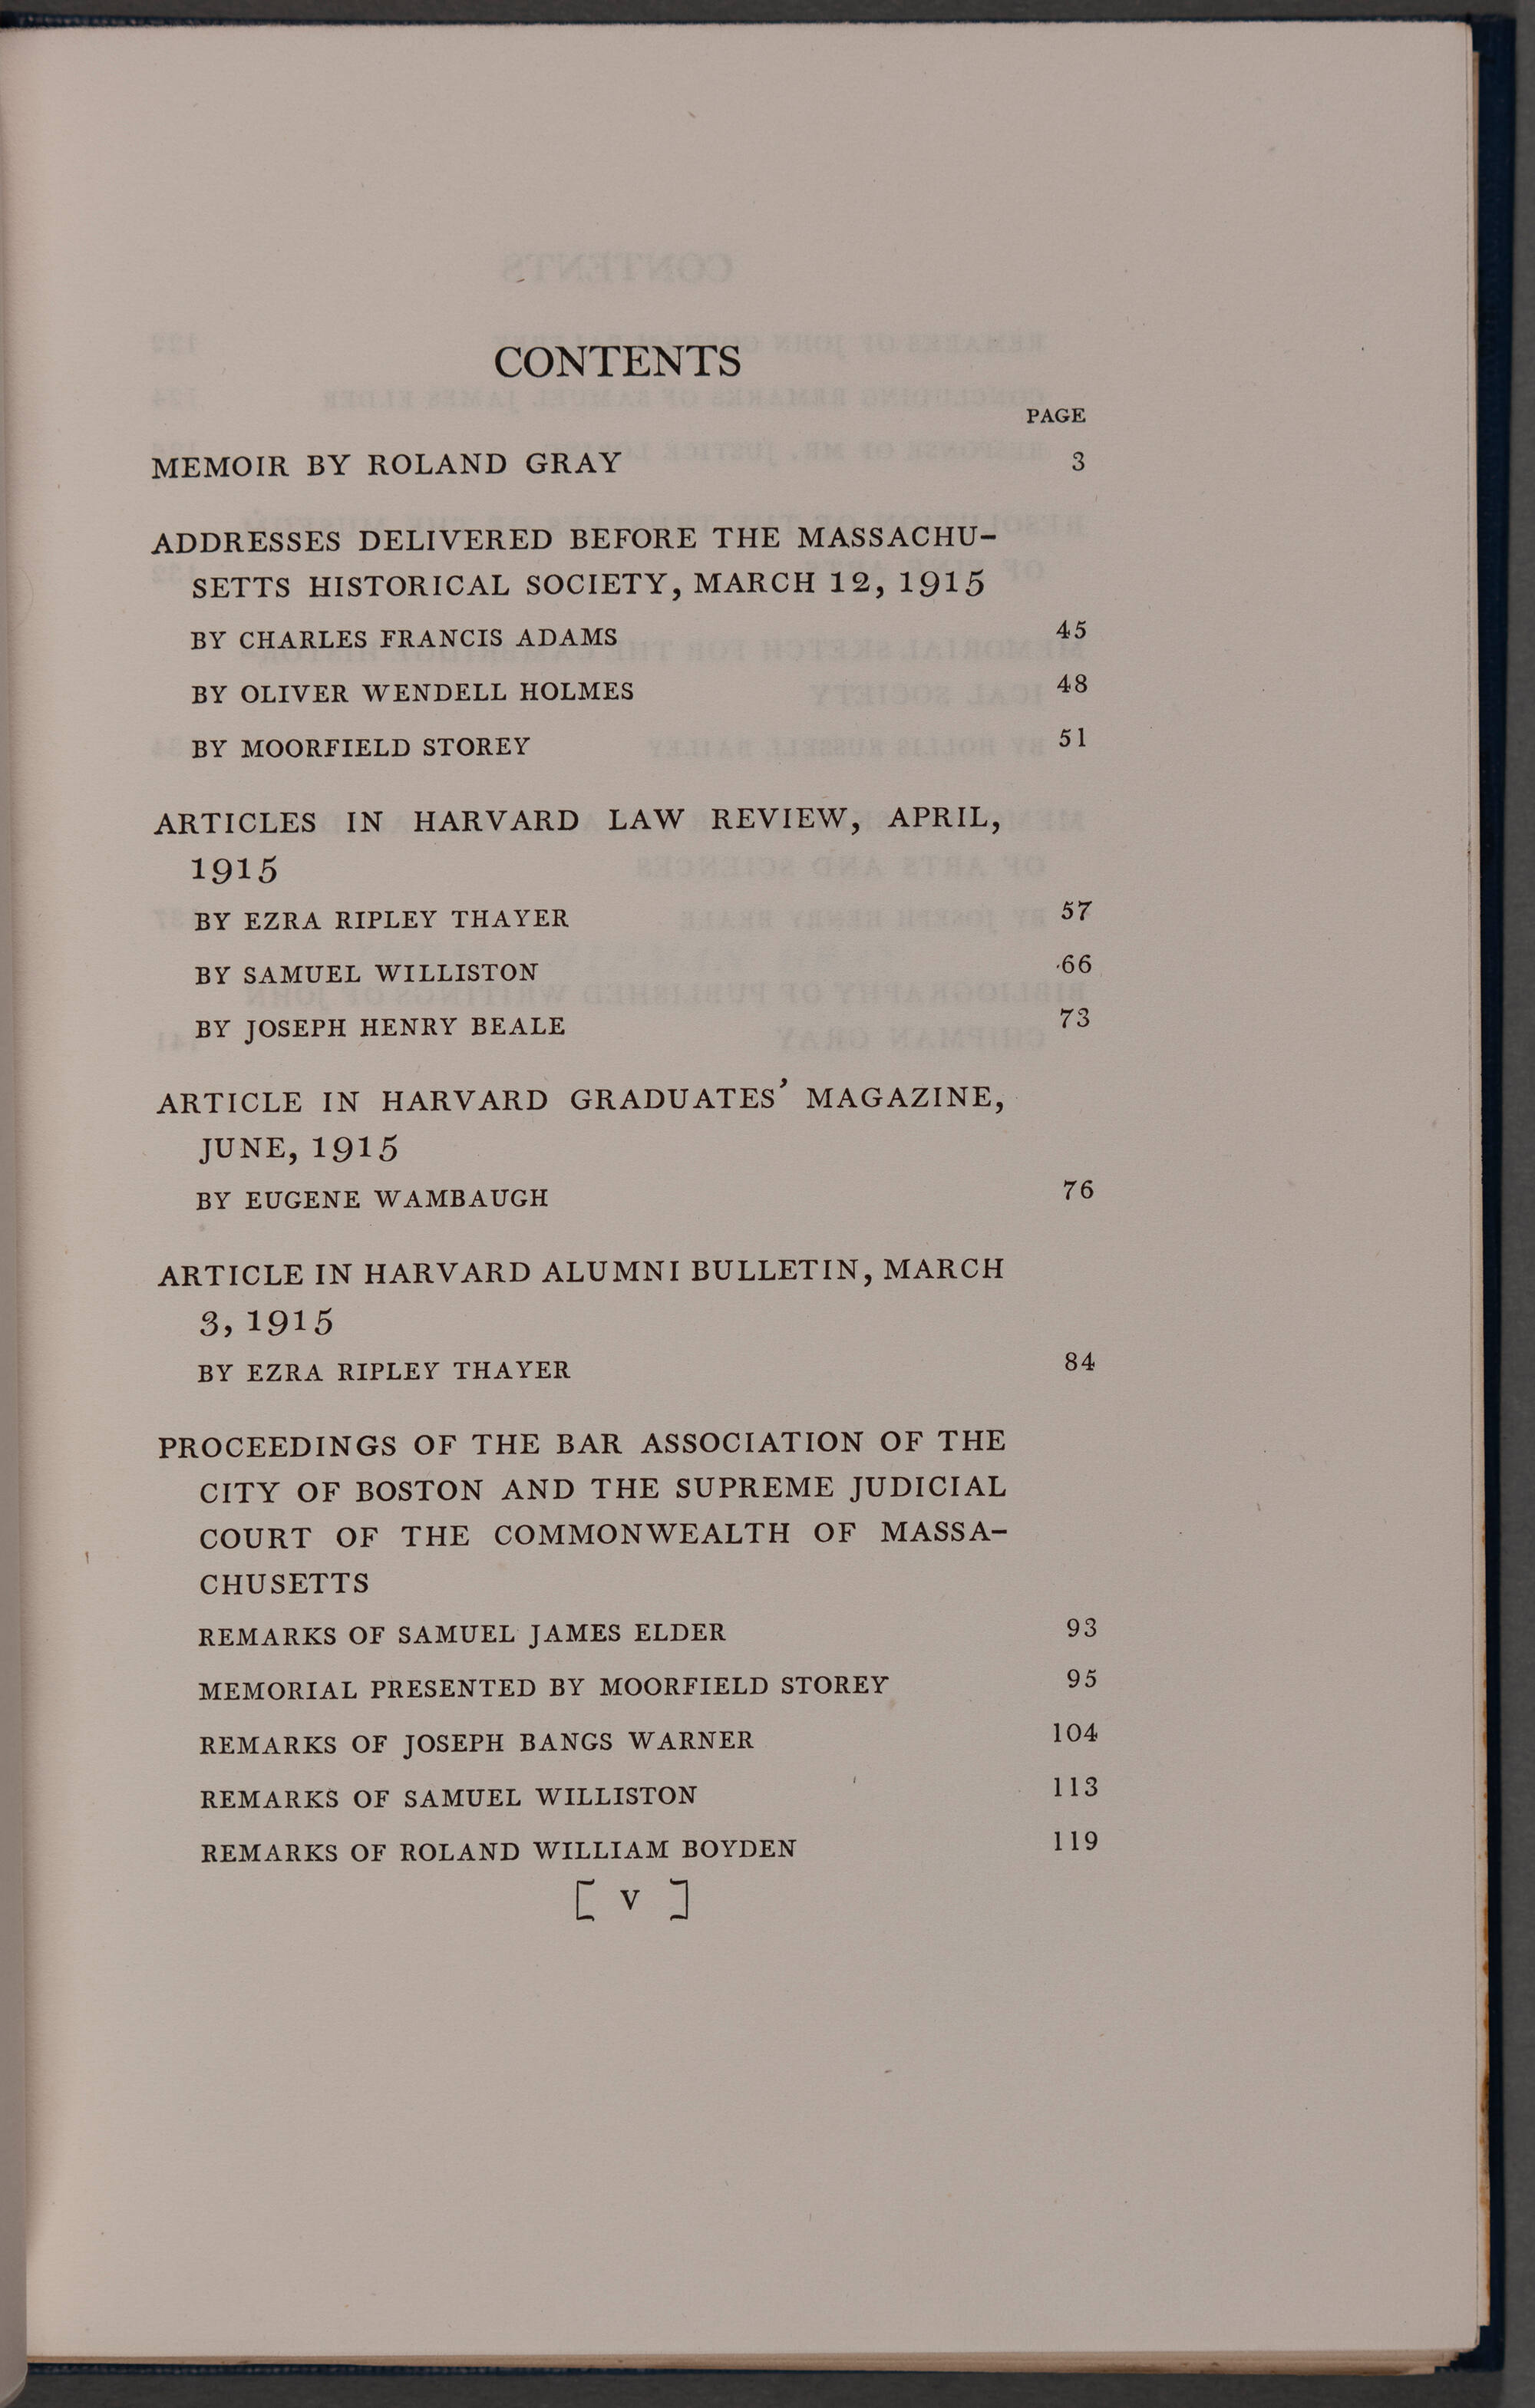 CONTENTS
PAGE
MEMOIR BY ROLAND GRAY 3
ADDRESSES DELIVERED BEFORE THE MASSACHU-
SETTS HISTORICAL SOCIETY, MARCH 12, 1915
BY CHARLES FRANCIS ADAMS 45
BY OLIVER WENDELL HOLMES 48
BY MOORFIELD STOREY 51
ARTICLES IN HARVARD LAW REVIEW, APRIL,
1915
BY EZRA RIPLEY THAYER 57
BY SAMUEL WILLISTON 66
BY JOSEPH HENRY BEALE 73
ARTICLE IN HARVARD GRADUATES' MAGAZINE,
JUNE, 1915
BY EUGENE WAMBAUGH 76
ARTICLE IN HARVARD ALUMNI BULLETIN, MARCH
3, 1915
BY EZRA RIPLEY THAYER 84
PROCEEDINGS OF THE BAR ASSOCIATION OF THE
CITY OF BOSTON AND THE SUPREME JUDICIAL
COURT OF THE COMMONWEALTH OF MASSA-
CHUSETTS
REMARKS OF SAMUEL JAMES ELDER 93
MEMORIAL PRESENTED BY MOORFIELD STOREY 95
REMARKS OF JOSEPH BANGS WARNER 104
REMARKS OF SAMUEL WILLISTON 113
REMARKS OF ROLAND WILLIAM BOYDEN 119
[ v ]